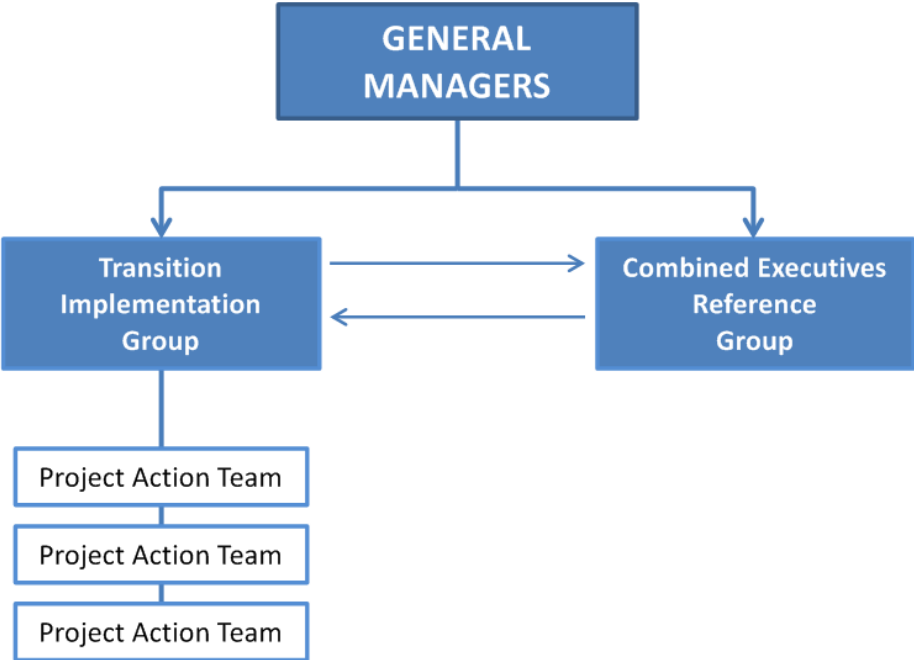 GENERAL
MANAGERS
Transition
Implementation
Group
Combined Executives
Reference
Group
Project Action Team
Project Action Team
Project Action Team